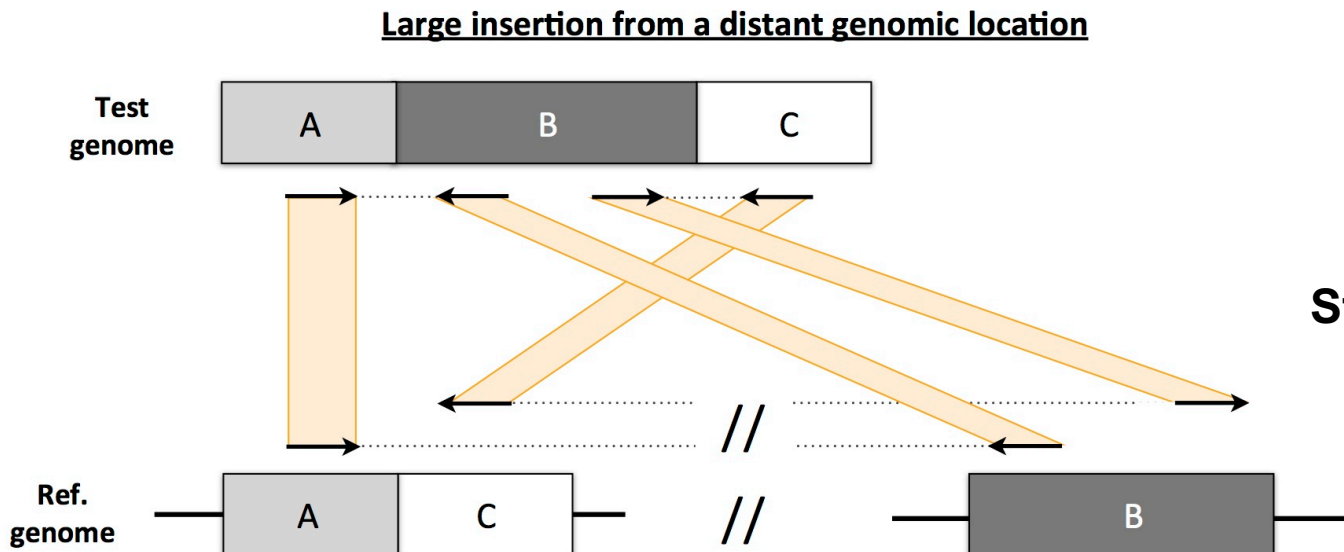 Large insertion from a distant genomic location
Test
genome
A
B
C
//
Ref.
genome
A
C
//
B